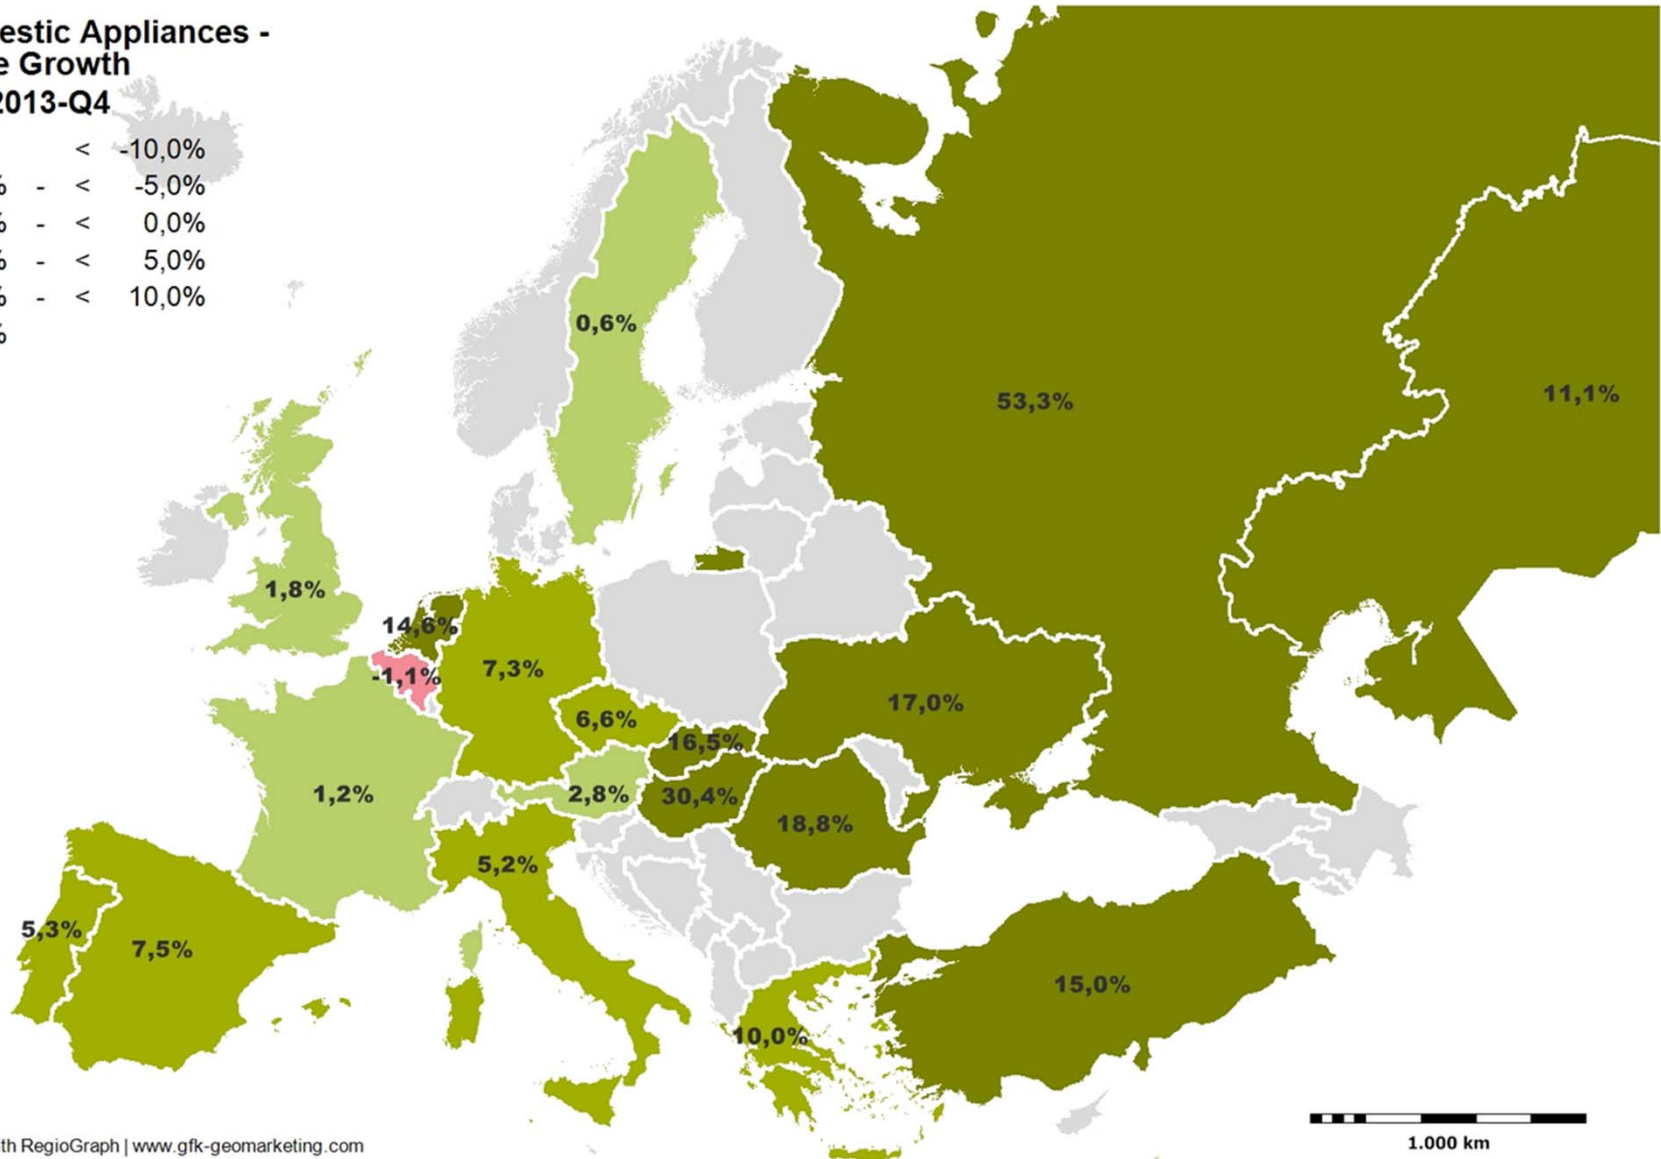 estic Appliances -
e Growth
2013-Q4
< -10,0%
% - < -5,0%
% - < 0,0%
% - < 5,0%
% - < 10,0%
%
0,6%
53,3%
11,1%
1,8%
14,6%
-1,1%
7,3%
17,0%
6,6%
16,5%
1,2%
2,8%
30,4%
18,8%
5,2%
5,3%
7,5%
15,0%
10,0%
th RegioGraph | www.gfk-geomarketing.com
1.000 km